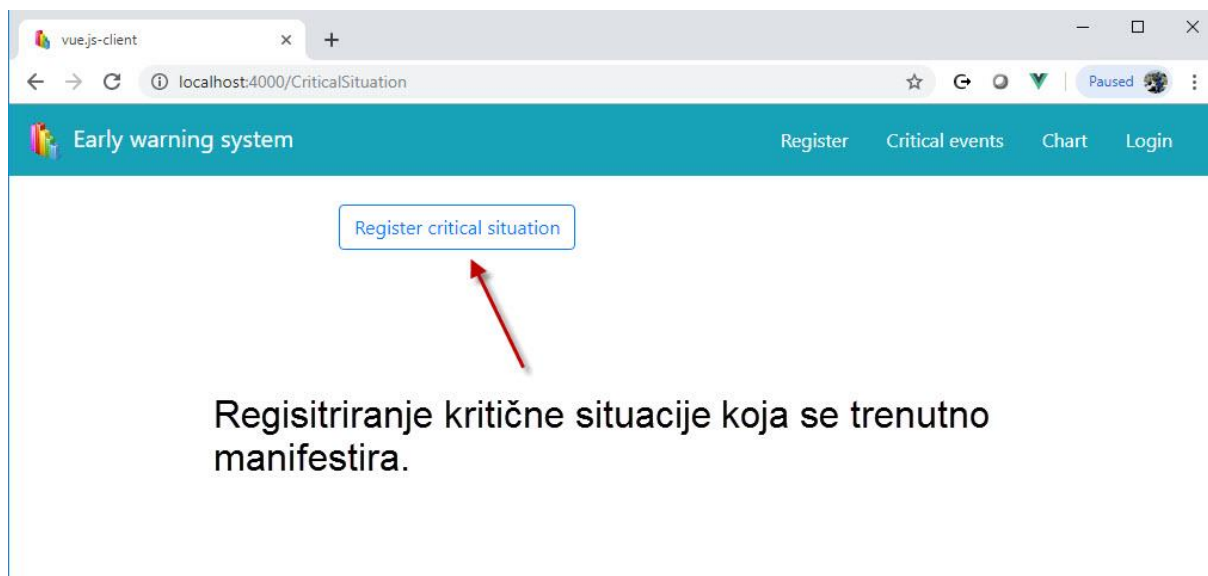 vue.js-client
localhost:4000/CriticalSituation
Paused
Early warning system
Register
Critical events
Chart
Login
Register critical situation
Regisitriranje kritične situacije koja se trenutno
manifestira.